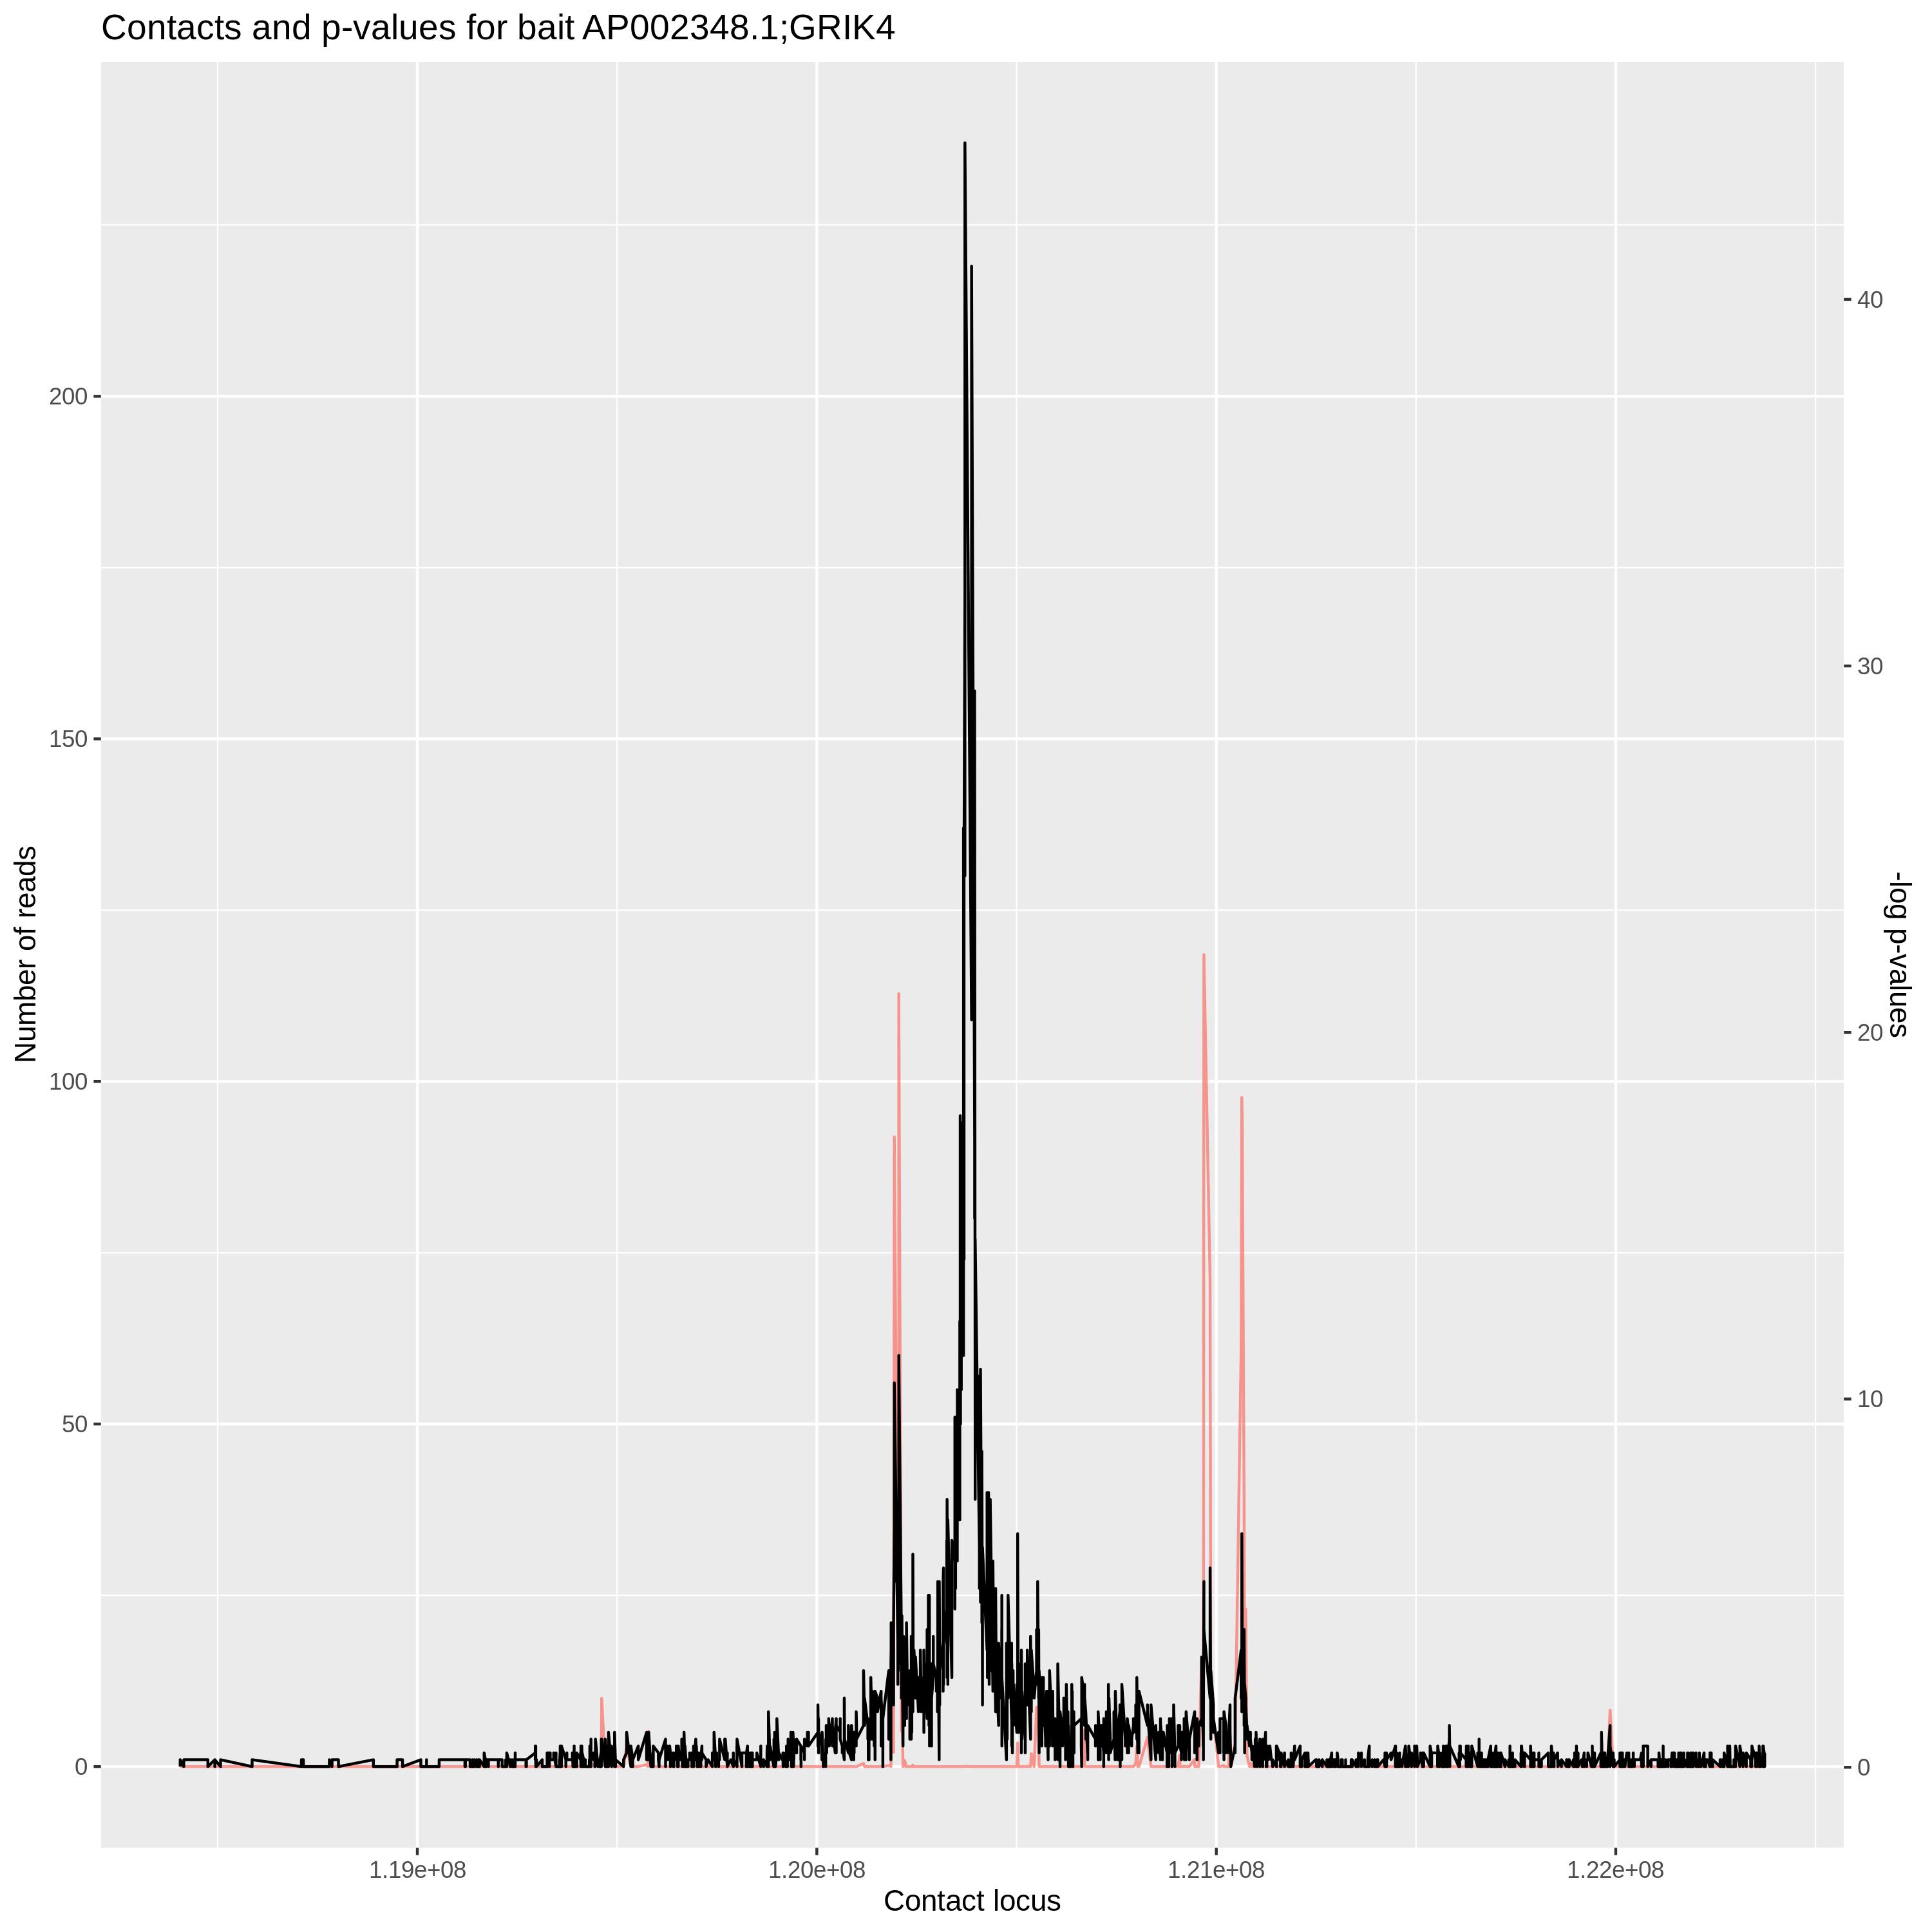 Contacts and p-values for bait AP002348.1;GRIK4
Number of reads
200
150
100
50
0
40
30
20
10
0
-log p-values
1.19e+08
1.20e+08
1.21e+08
1.22e+08
Contact locus